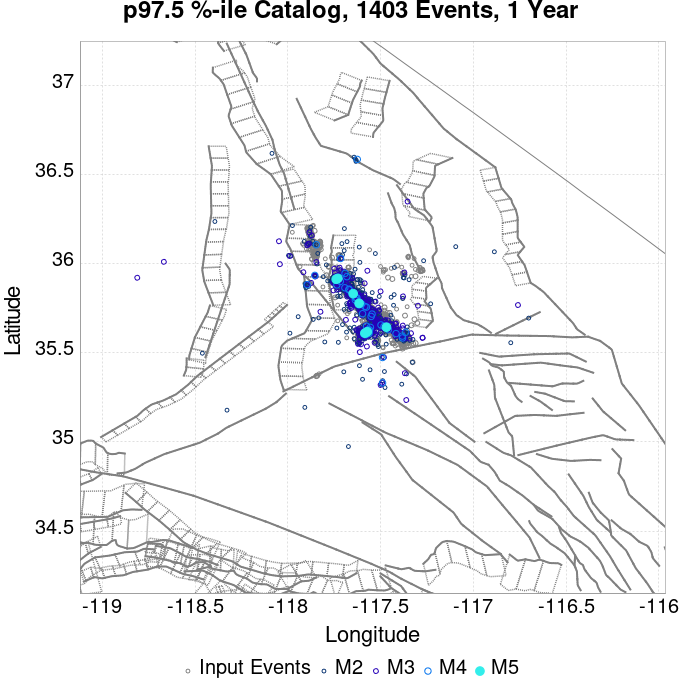 p97.5 %-ile Catalog, 1403 Events, 1 Year
37
36.5
36
35.5
35
34.5
Latitude
-119 -118.5 -118 -117.5 -117 -116.5 -116
Longitude
Input Events M2 M3 M4 M5